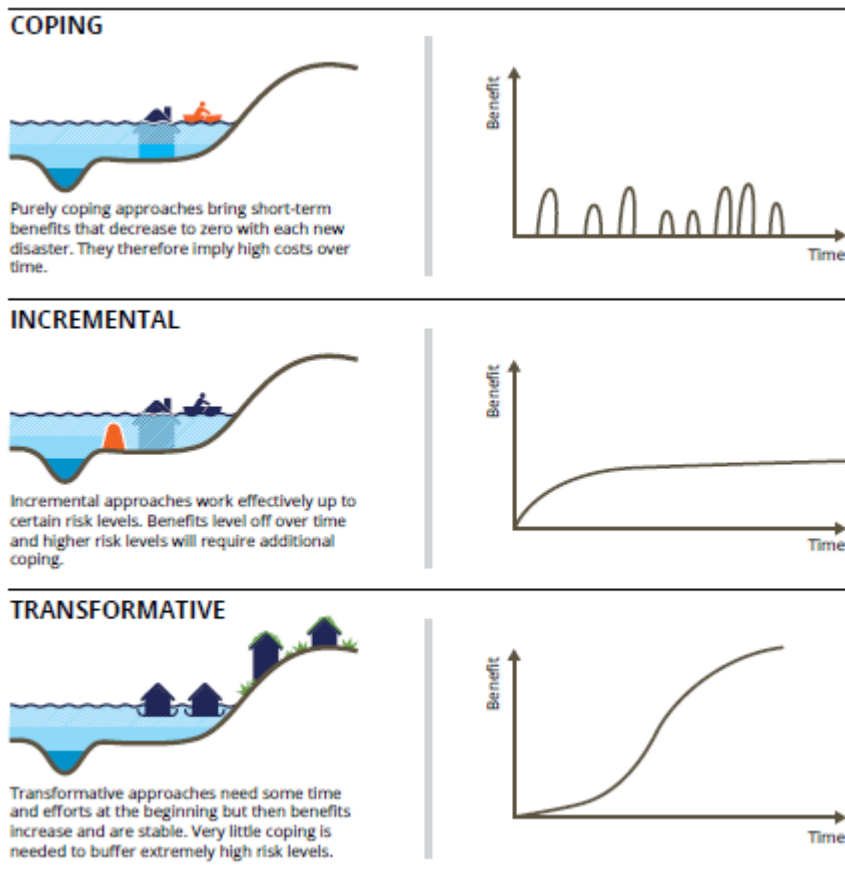 COPING
Benefit
Purely coping approaches bring short-term
benefits that decrease to zero with each new
disaster. They therefore imply high costs over
time.
Time
INCREMENTAL
Benefit
Incremental approaches work effectively up to
certain risk levels. Benefits level off over time
and higher risk levels will require additional
coping.
Time
TRANSFORMATIVE
Benefit
Transformative approaches need some time
and efforts at the beginning but then benefits
increase and are stable. Very little coping is
needed to buffer extremely high risk levels.
Time